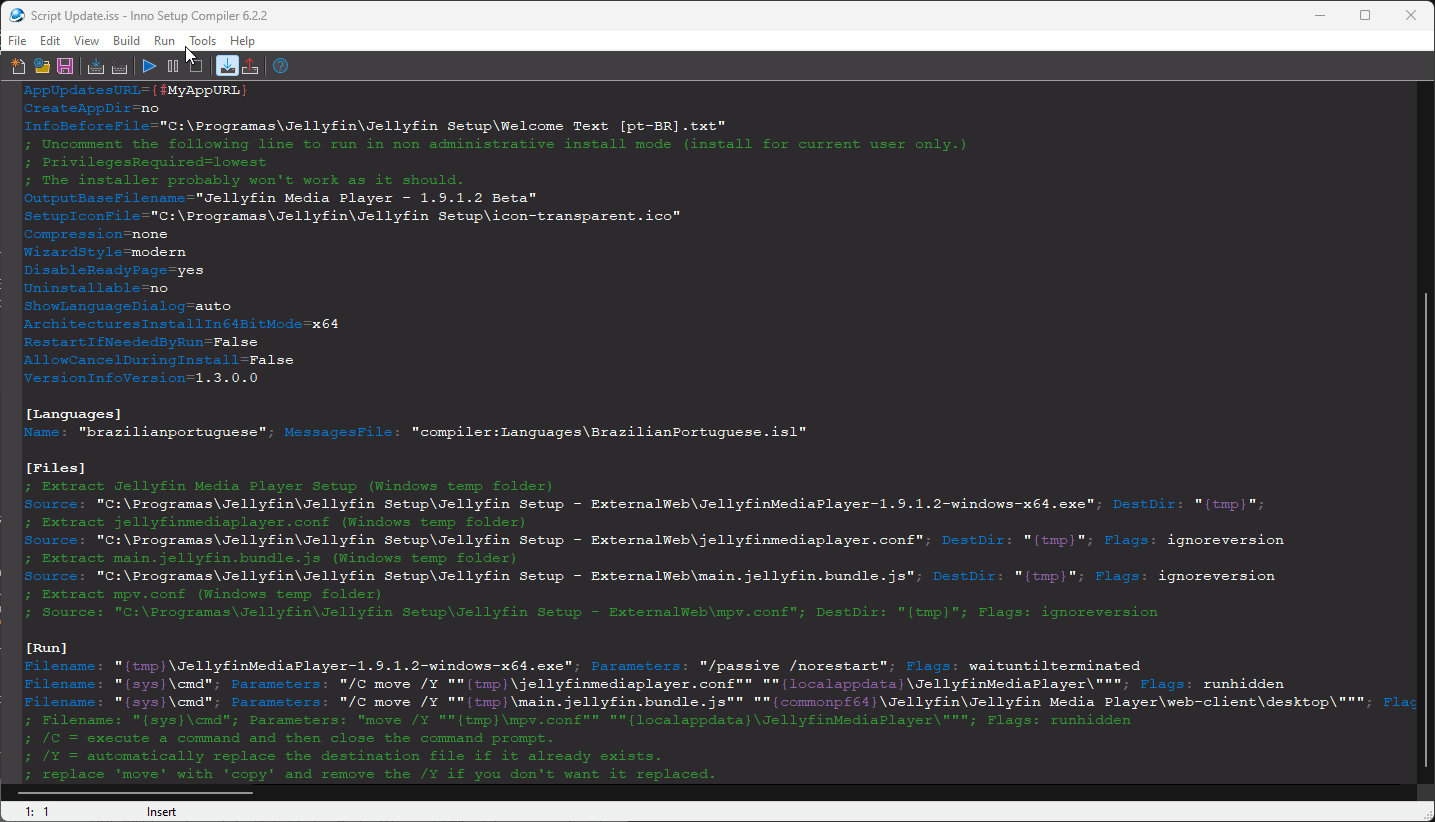 Script Update.iss - Inno Setup Compiler 6.2.2
File Edit View Build Run Tools Help
AppUpdatesURL={#MyAppURL}
CreateAppDir=no
InfoBeforeFile="C:\Programas\Jellyfin\Jellyfin Setup\Welcome Text [pt-BR].txt"
; Uncomment the following line to run in non administrative install mode (install for current user only.)
; PrivilegesRequired=lowest
; The installer probably won't work as it should.
OutputBaseFilename="Jellyfin Media Player - 1.9.1.2 Beta"
SetupIconFile="C:\Programas\Jellyfin\Jellyfin Setup\icon-transparent.ico"
Compression=none
WizardStyle=modern
DisableReadyPage=yes
Uninstallable=no
ShowLanguageDialog=auto
ArchitecturesInstallIn64BitMode=x64
RestartIfNeededByRun=False
AllowCancelDuringInstall=False
VersionInfoVersion=1.3.0.0
[Languages]
Name: "brazilianportuguese"; MessagesFile: "compiler:Languages\BrazilianPortuguese.isl"
[Files]
; Extract Jellyfin Media Player Setup (Windows temp folder)
Source: "C:\Programas\Jellyfin\Jellyfin Setup\Jellyfin Setup - ExternalWeb\JellyfinMediaPlayer-1.9.1.2-windows-x64.exe"; DestDir: "{tmp}";
; Extract jellyfinmediaplayer.conf (Windows temp folder)
Source: "C:\Programas\Jellyfin\Jellyfin Setup\Jellyfin Setup - ExternalWeb\jellyfinmediaplayer.conf"; DestDir: "{tmp}"; Flags: ignoreversion
; Extract main.jellyfin.bundle.js (Windows temp folder)
Source: "C:\Programas\Jellyfin\Jellyfin Setup\Jellyfin Setup - ExternalWeb\main.jellyfin.bundle.js"; DestDir: "{tmp}"; Flags: ignoreversion
; Extract mpv.conf (Windows temp folder)
; Source: "C:\Programas\Jellyfin\Jellyfin Setup\Jellyfin Setup - ExternalWeb\mpv.conf"; DestDir: "{tmp}"; Flags: ignoreversion
[Run]
Filename: "{tmp}\JellyfinMediaPlayer-1.9.1.2-windows-x64.exe"; Parameters: "/passive /norestart"; Flags: waituntilterminated
Filename: "{sys}\cmd"; Parameters: "/C move /Y ""{tmp}\jellyfinmediaplayer.conf"" ""{localappdata}\JellyfinMediaPlayer\"""; Flags: runhidden
Filename: "{sys}\cmd"; Parameters: "/C move /Y ""{tmp}\main.jellyfin.bundle.js"" ""{commonpf64}\Jellyfin\Jellyfin Media Player\web-client\desktop\"""; Flag
; Filename: "{sys}\cmd"; Parameters: "move /Y ""{tmp}\mpv.conf"" ""{localappdata}\JellyfinMediaPlayer\"""; Flags: runhidden
; /C = execute a command and then close the command prompt.
; /Y = automatically replace the destination file if it already exists.
; replace 'move' with 'copy' and remove the /Y if you don't want it replaced.
1: 1 Insert